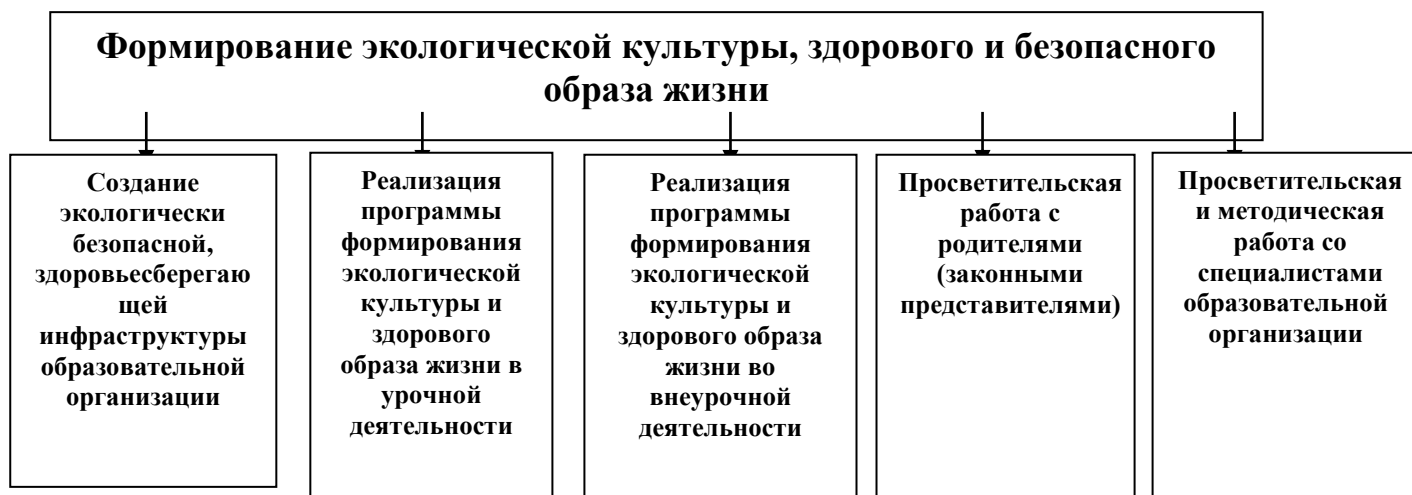 Формирование экологической культуры, здорового и безопасного
образа жизни
Создание
экологически
безопасной,
здоровьесберегаю
щей
инфраструктуры
образовательной
организации
Реализация
программы
формирования
экологической
культуры и
здорового
образа жизни в
урочной
деятельности
Реализация
программы
формирования
экологической
культуры и
здорового образа
жизни во
внеурочной
деятельности
Просветительская
работа с
родителями
(законными
представителями)
Просветительская
и методическая
работа со
специалистами
образовательной
организации